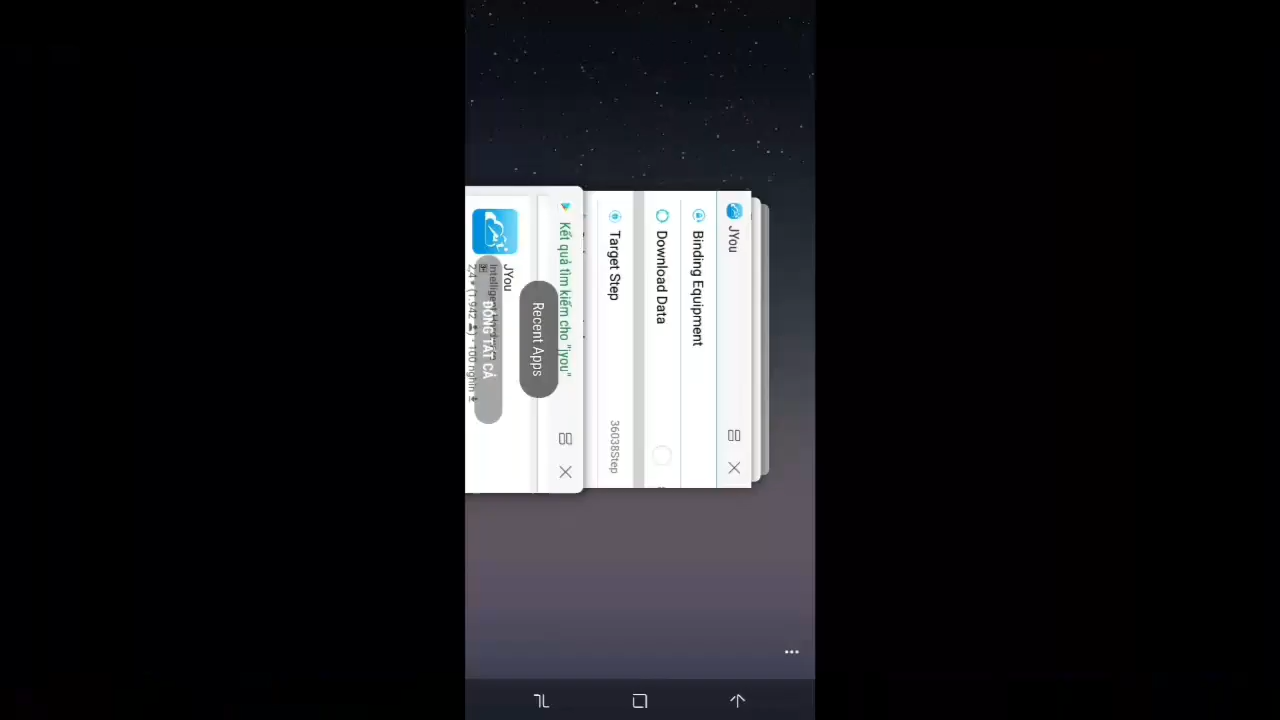 JYou
Binding Equipment
Download Data
Target Step
36038Step
Kết quả tìm kiếm cho "jyou"
Recent Apps
JYou
ĐÓNG TẤT CẢ